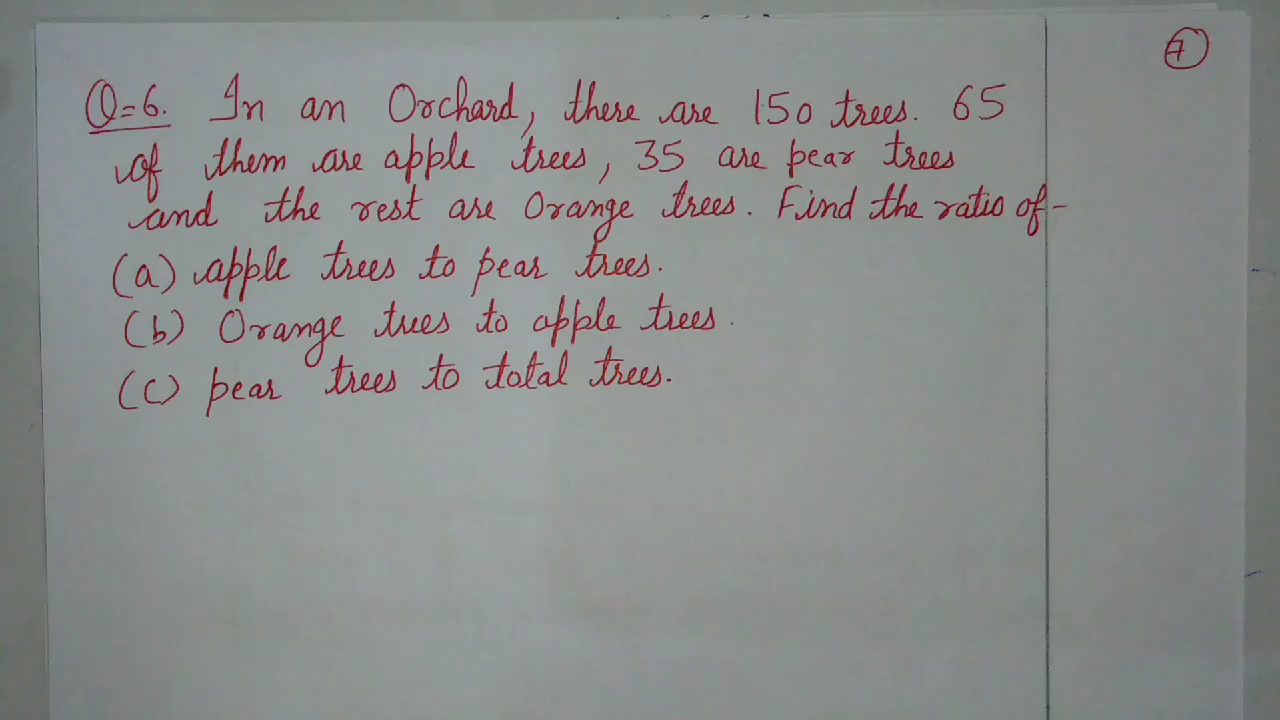 7
Q=6. In an Orchard, there are 150 trees. 65
of them are apple trees, 35 are pear trees
and the rest are Orange trees. Find the ratio of-
(a) apple trees to pear trees.
(b) Orange trees to apple trees.
(c) pear trees to total trees.